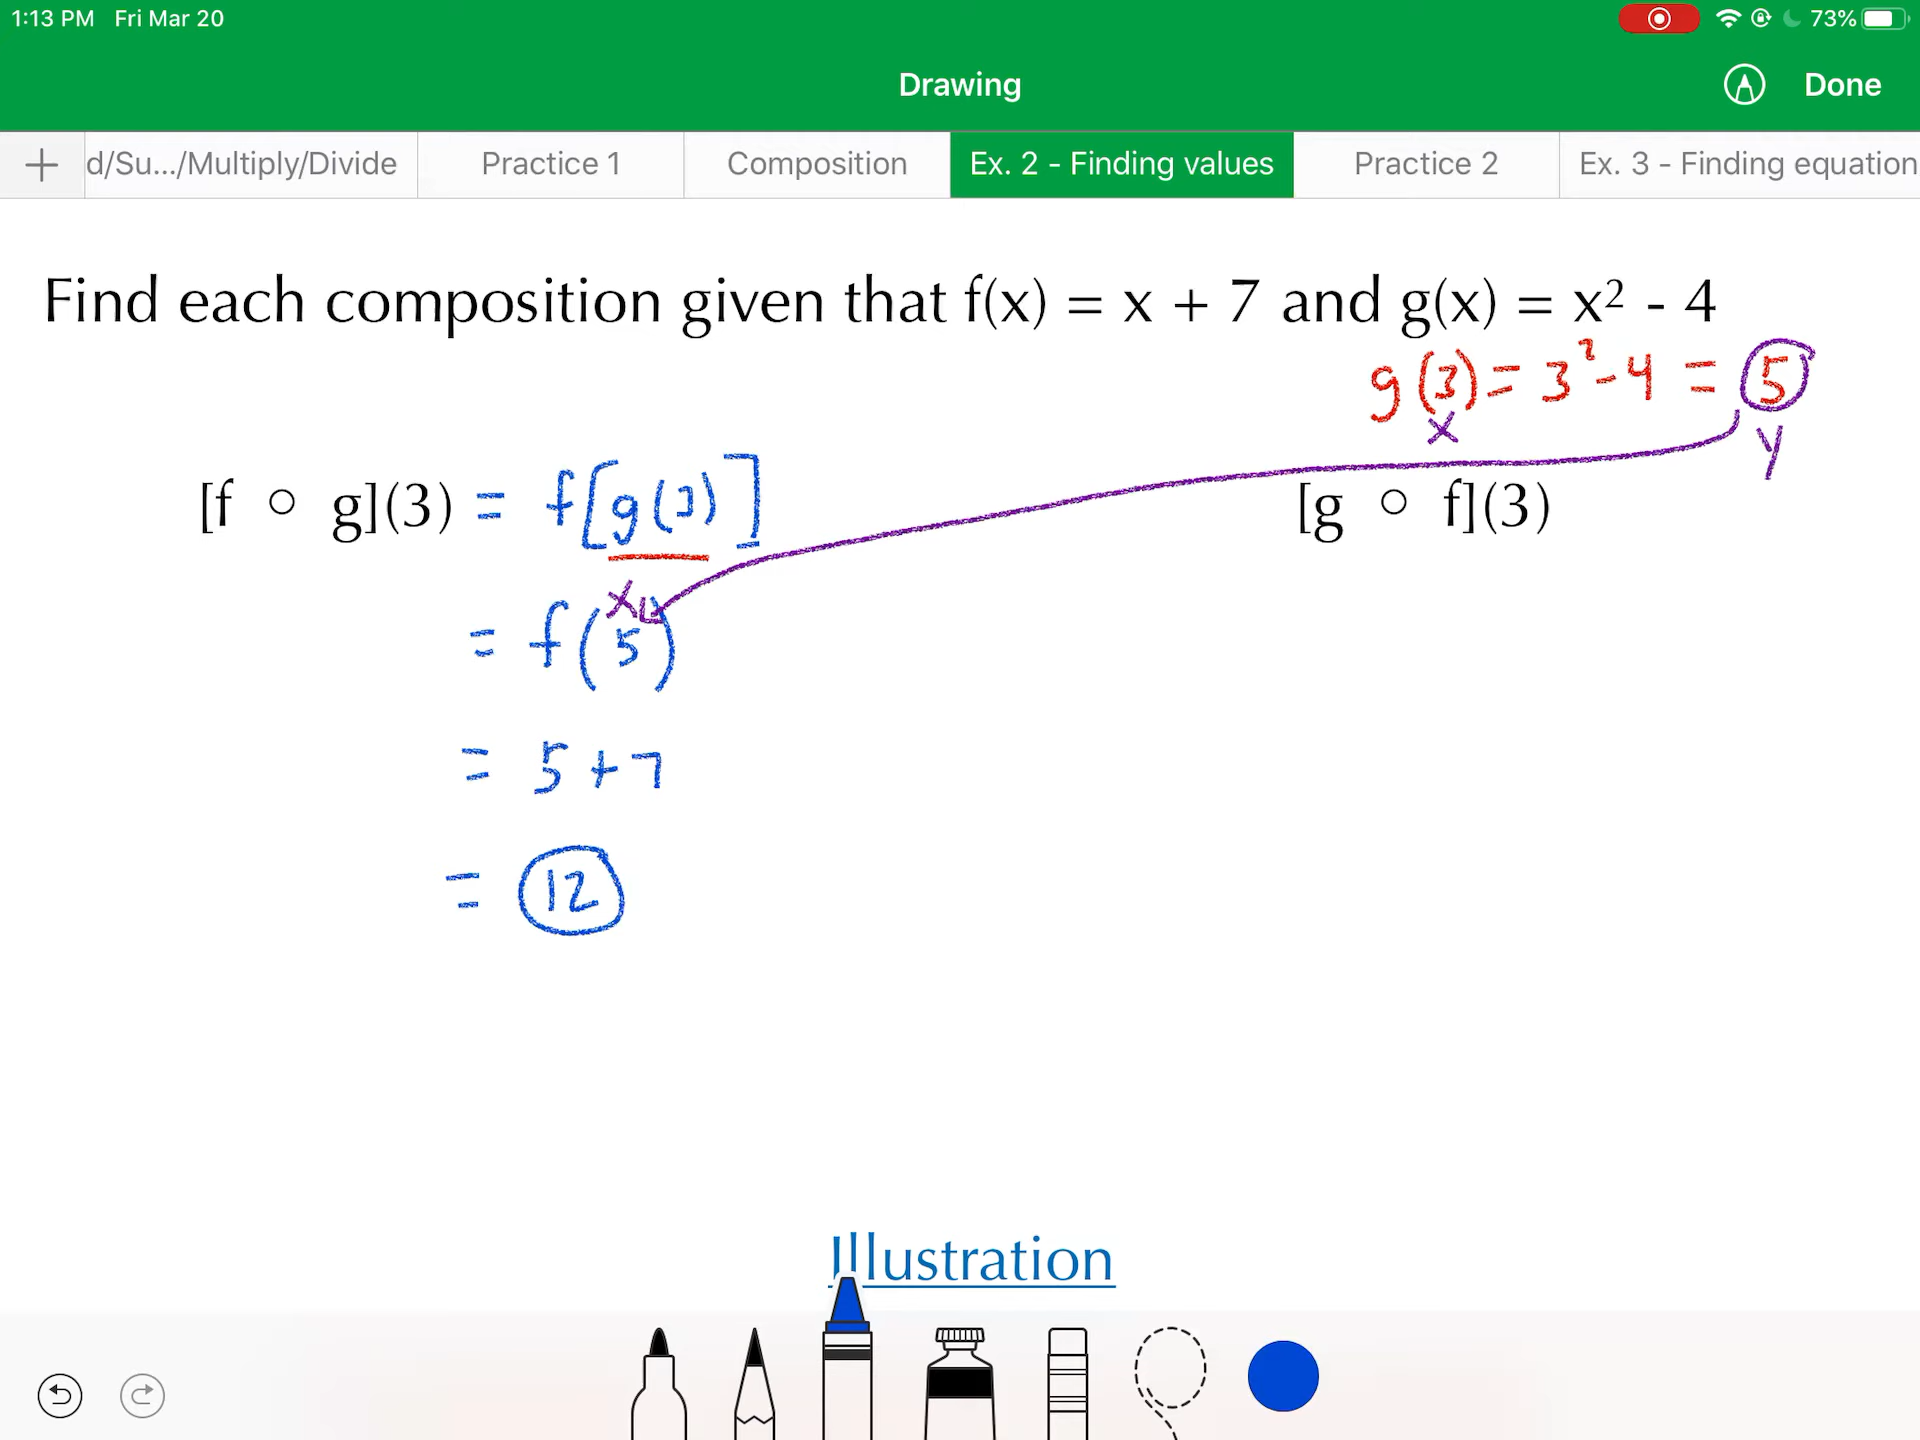 1:13 PM Fri Mar 20 73%
Drawing Done
d/Su.../Multiply/Divide Practice 1 Composition Ex. 2 - Finding values Practice 2 Ex. 3 - Finding equation
Find each composition given that f(x) = x + 7 and g(x) = x² - 4
g(3) = 3² - 4 = 5
x y
[f ∘ g](3) = f[g(3)] [g ∘ f](3)
x
= f(5)
= 5 + 7
= 12
Illustration